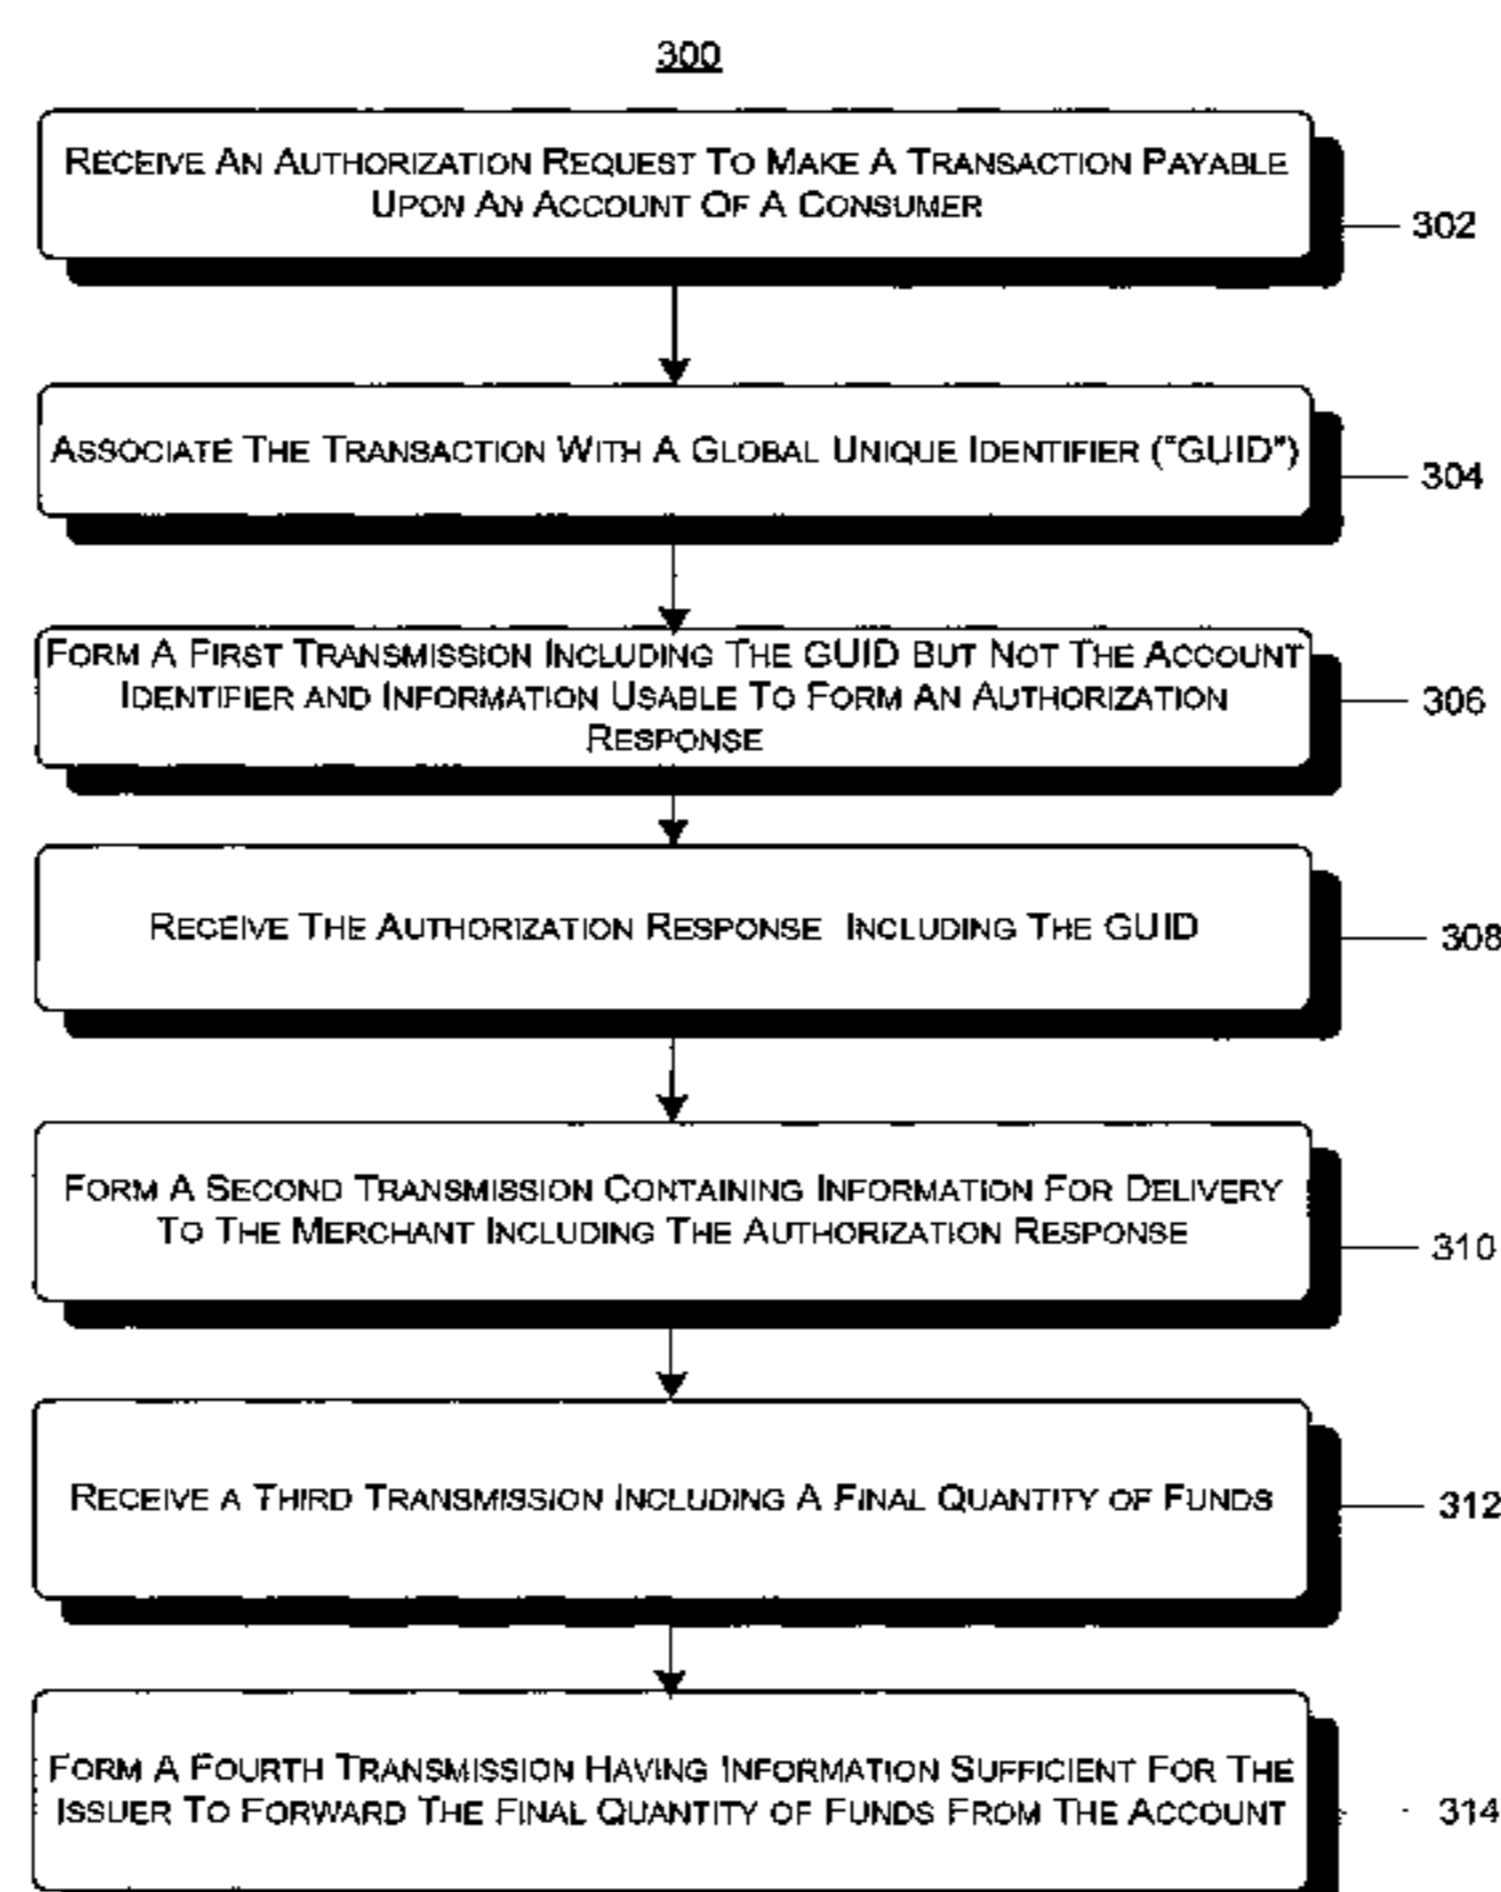 300
RECEIVE AN AUTHORIZATION REQUEST TO MAKE A TRANSACTION PAYABLE
UPON AN ACCOUNT OF A CONSUMER
302
ASSOCIATE THE TRANSACTION WITH A GLOBAL UNIQUE IDENTIFIER ("GUID")
304
FORM A FIRST TRANSMISSION INCLUDING THE GUID BUT NOT THE ACCOUNT
IDENTIFIER AND INFORMATION USABLE TO FORM AN AUTHORIZATION
RESPONSE
306
RECEIVE THE AUTHORIZATION RESPONSE INCLUDING THE GUID
308
FORM A SECOND TRANSMISSION CONTAINING INFORMATION FOR DELIVERY
TO THE MERCHANT INCLUDING THE AUTHORIZATION RESPONSE
310
RECEIVE A THIRD TRANSMISSION INCLUDING A FINAL QUANTITY OF FUNDS
312
FORM A FOURTH TRANSMISSION HAVING INFORMATION SUFFICIENT FOR THE
ISSUER TO FORWARD THE FINAL QUANTITY OF FUNDS FROM THE ACCOUNT
314